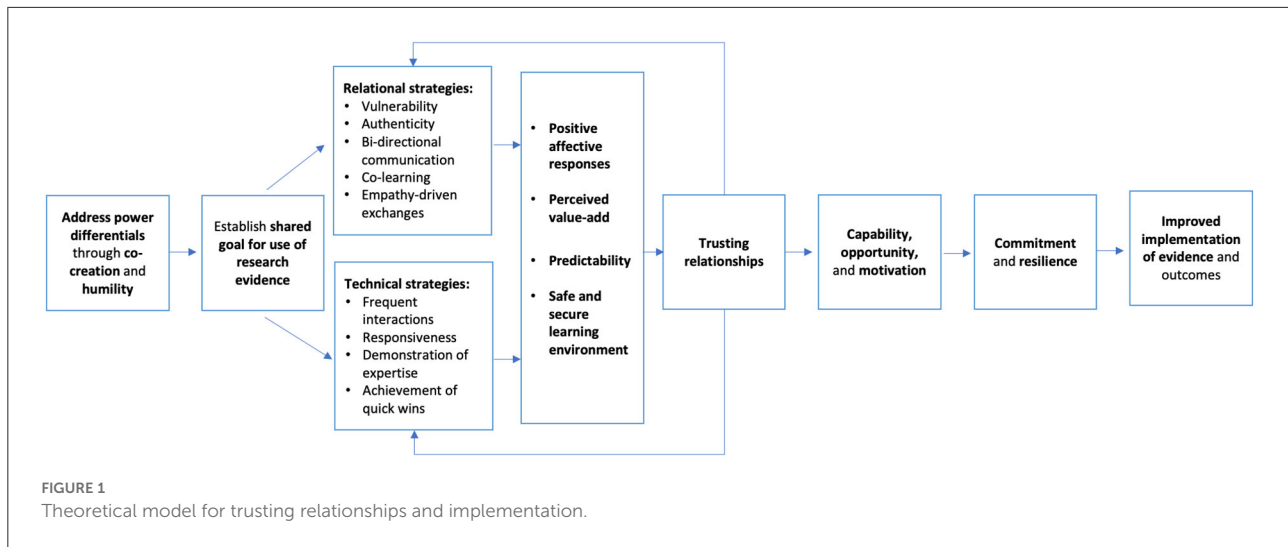 Address power
differentials
through co-
creation and
humility
Establish shared
goal for use of
research
evidence
Relational strategies:
• Vulnerability
• Authenticity
• Bi-directional
communication
• Co-learning
• Empathy-driven
exchanges
Technical strategies:
• Frequent
interactions
• Responsiveness
• Demonstration of
expertise
• Achievement of
quick wins
• Positive
affective
responses
• Perceived
value-add
• Predictability
• Safe and
secure
learning
environment
Trusting
relationships
Capability,
opportunity,
and motivation
Commitment
and resilience
Improved
implementation
of evidence and
outcomes
FIGURE 1
Theoretical model for trusting relationships and implementation.